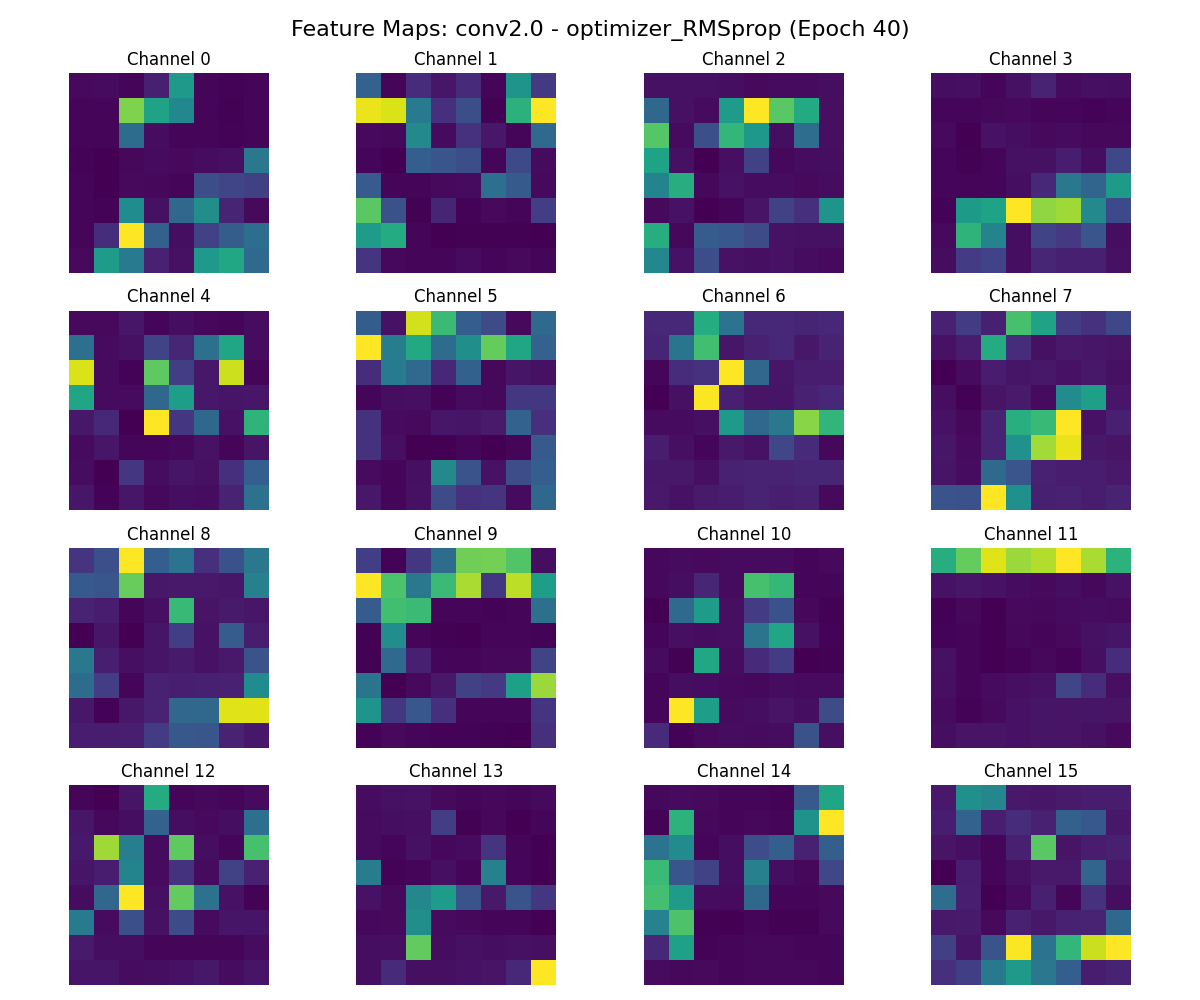 Feature Maps: conv2.0 - optimizer_RMSprop (Epoch 40)
Channel 0
Channel 1
Channel 2
Channel 3
Channel 4
Channel 5
Channel 6
Channel 7
Channel 8
Channel 9
Channel 10
Channel 11
Channel 12
Channel 13
Channel 14
Channel 15